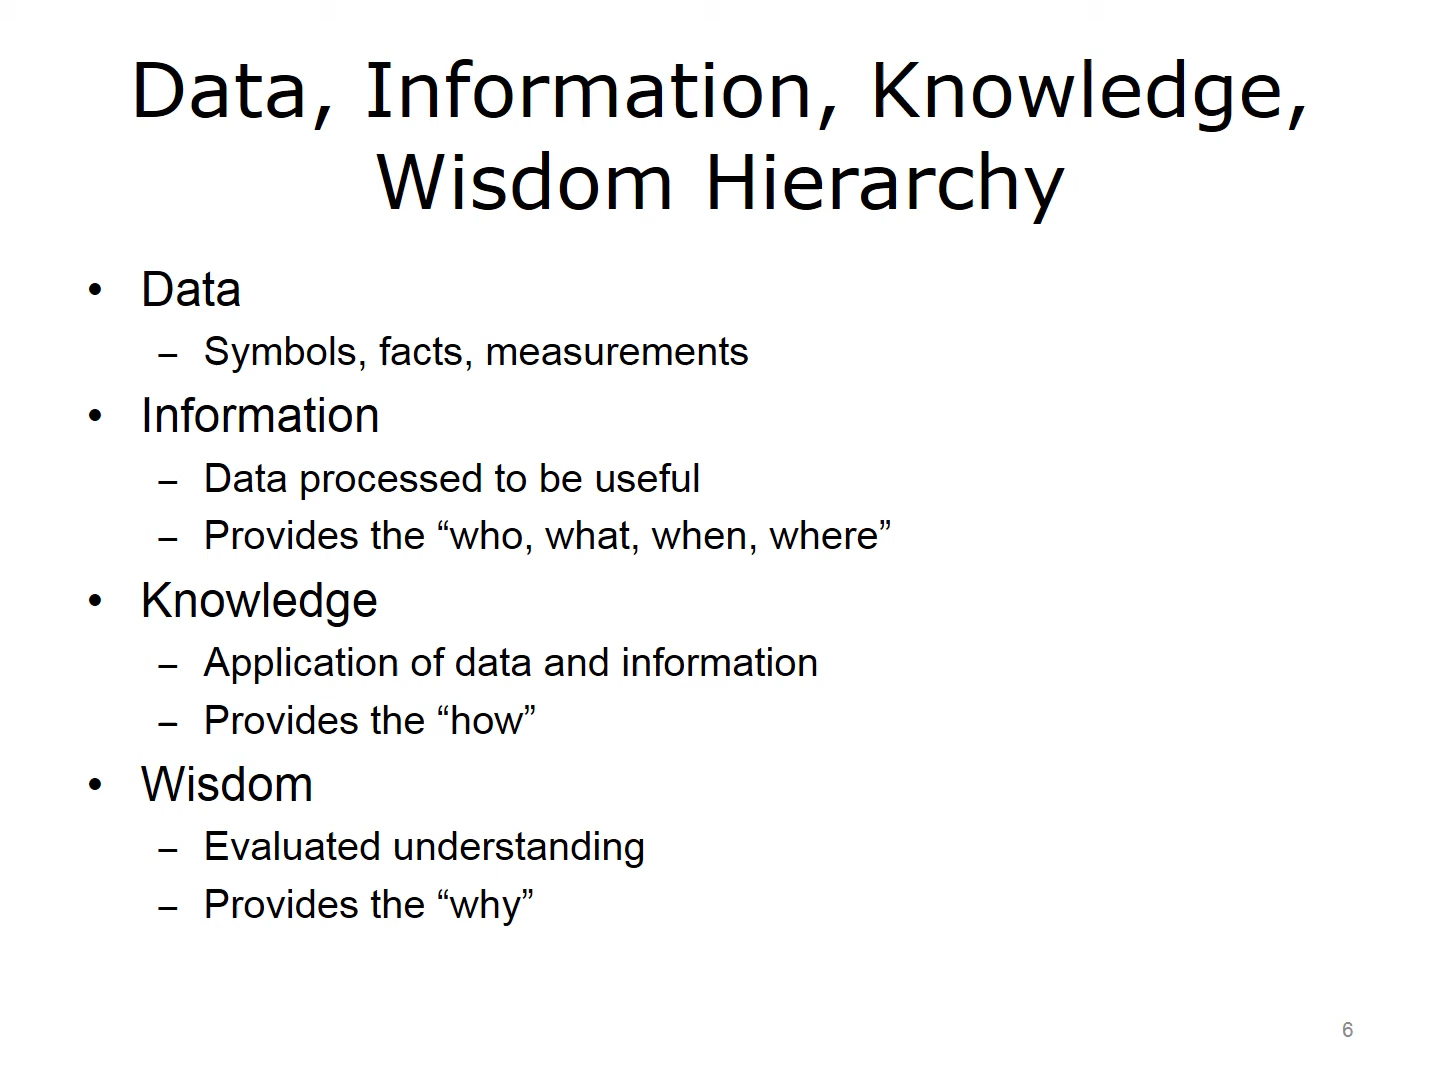 Data, Information, Knowledge,
Wisdom Hierarchy
• Data
– Symbols, facts, measurements
• Information
– Data processed to be useful
– Provides the “who, what, when, where”
• Knowledge
– Application of data and information
– Provides the “how”
• Wisdom
– Evaluated understanding
– Provides the “why”
6